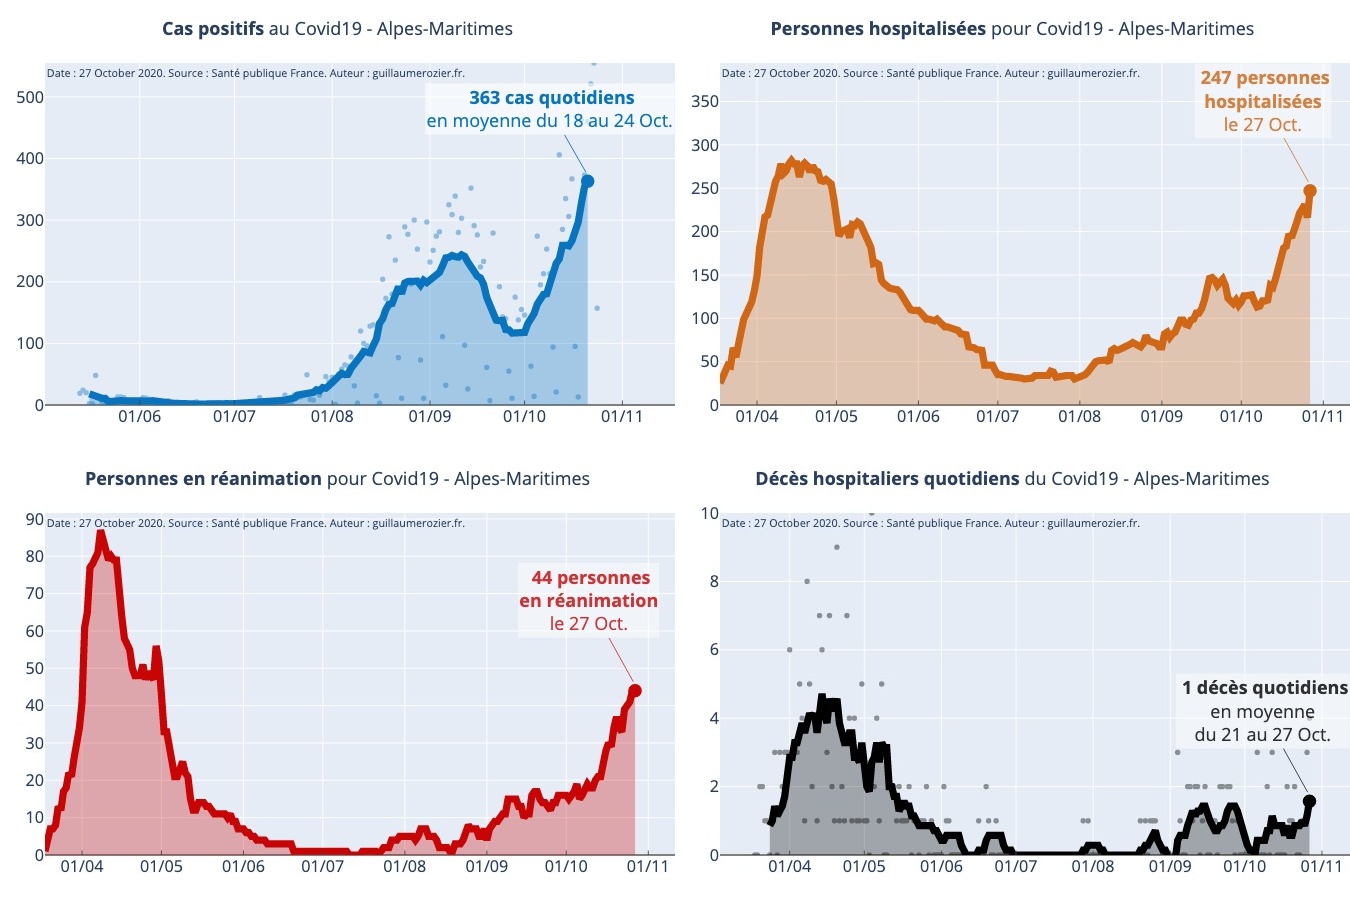 Cas positifs au Covid19 - Alpes-Maritimes
Date : 27 October 2020. Source : Santé publique France. Auteur : guillaumerozier.fr.
363 cas quotidiens
en moyenne du 18 au 24 Oct.
500
400
300
200
100
0
01/06 01/07 01/08 01/09 01/10 01/11
Personnes hospitalisées pour Covid19 - Alpes-Maritimes
Date : 27 October 2020. Source : Santé publique France. Auteur : guillaumerozier.fr.
247 personnes
hospitalisées
le 27 Oct.
350
300
250
200
150
100
50
0
01/04 01/05 01/06 01/07 01/08 01/09 01/10 01/11
Personnes en réanimation pour Covid19 - Alpes-Maritimes
90
Date : 27 October 2020. Source : Santé publique France. Auteur : guillaumerozier.fr.
80
44 personnes
en réanimation
le 27 Oct.
70
60
50
40
30
20
10
0
01/04 01/05 01/06 01/07 01/08 01/09 01/10 01/11
Décès hospitaliers quotidiens du Covid19 - Alpes-Maritimes
10
Date : 27 October 2020. Source : Santé publique France. Auteur : guillaumerozier.fr.
8
6
1 décès quotidiens
en moyenne
du 21 au 27 Oct.
4
2
0
01/04 01/05 01/06 01/07 01/08 01/09 01/10 01/11